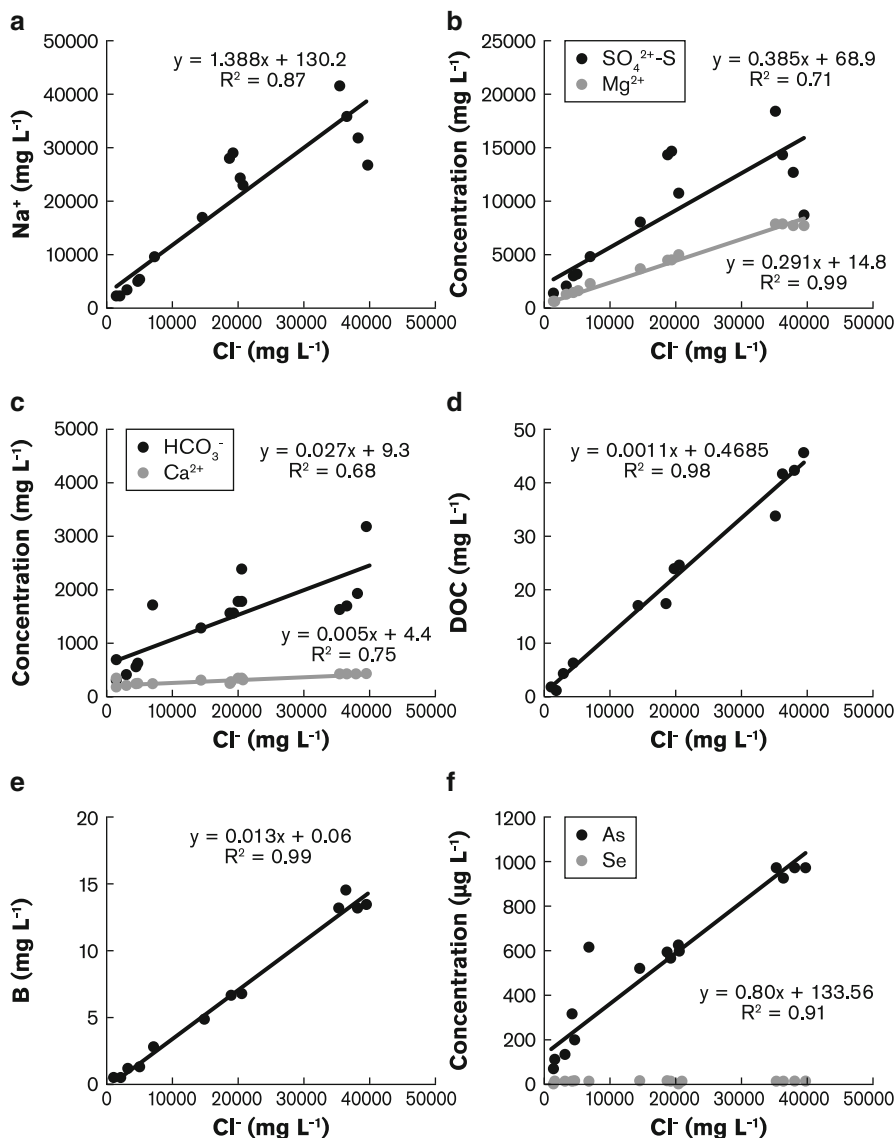 a
Na⁺ (mg L⁻¹)
50000
40000
30000
20000
10000
0
y = 1.388x + 130.2
R² = 0.87
0 10000 20000 30000 40000 50000
Cl⁻ (mg L⁻¹)
b
Concentration (mg L⁻¹)
25000
20000
15000
10000
5000
0
SO₄²⁺-S
Mg²⁺
y = 0.385x + 68.9
R² = 0.71
y = 0.291x + 14.8
R² = 0.99
0 10000 20000 30000 40000 50000
Cl⁻ (mg L⁻¹)
c
Concentration (mg L⁻¹)
5000
4000
3000
2000
1000
0
HCO₃⁻
Ca²⁺
y = 0.027x + 9.3
R² = 0.68
y = 0.005x + 4.4
R² = 0.75
0 10000 20000 30000 40000 50000
Cl⁻ (mg L⁻¹)
d
DOC (mg L⁻¹)
50
40
30
20
10
0
y = 0.0011x + 0.4685
R² = 0.98
0 10000 20000 30000 40000 50000
Cl⁻ (mg L⁻¹)
e
B (mg L⁻¹)
20
15
10
5
0
y = 0.013x + 0.06
R² = 0.99
0 10000 20000 30000 40000 50000
Cl⁻ (mg L⁻¹)
f
Concentration (µg L⁻¹)
1200
1000
800
600
400
200
0
As
Se
y = 0.80x + 133.56
R² = 0.91
0 10000 20000 30000 40000 50000
Cl⁻ (mg L⁻¹)